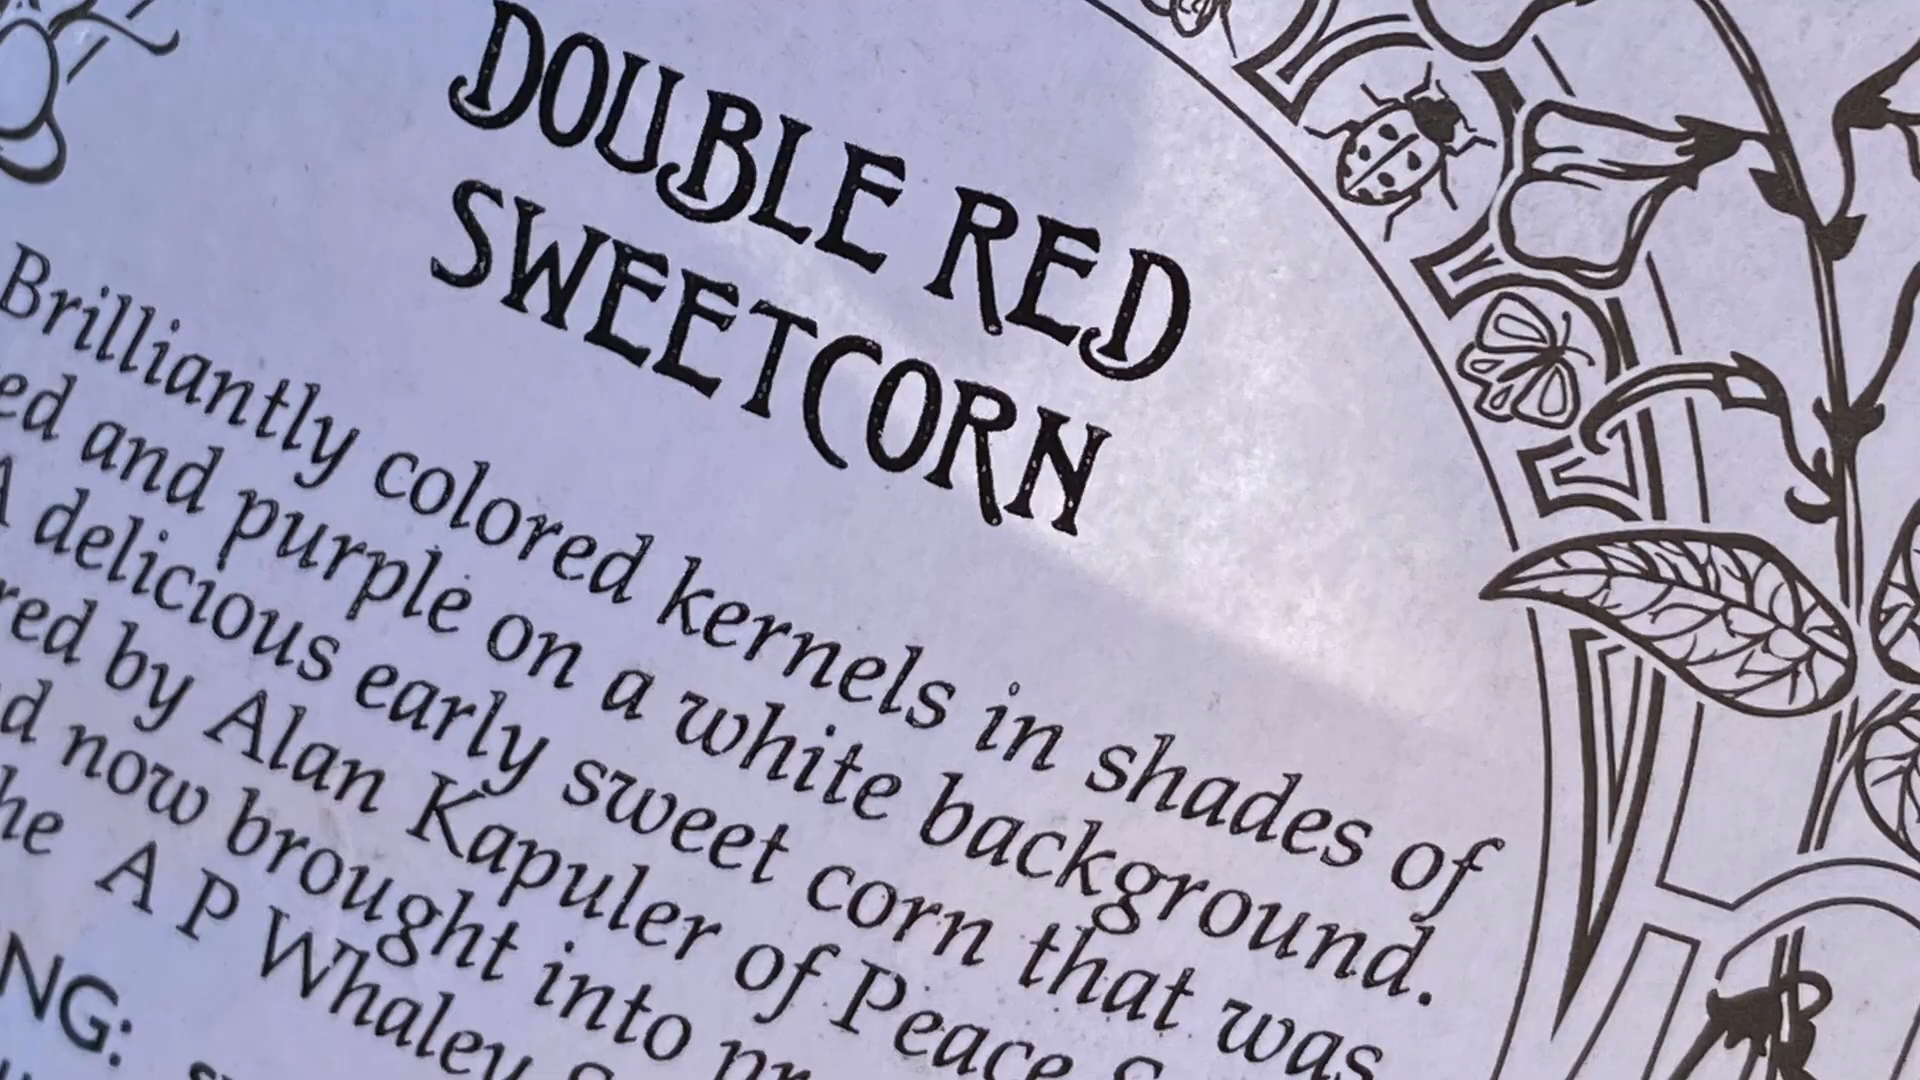 DOUBLE RED
SWEETCORN
Brilliantly colored kernels in shades of
ed and purple on a white background.
A delicious early sweet corn that was
red by Alan Kapuler of Peace S
d now brought into pr
he A P Whaley S
NG: